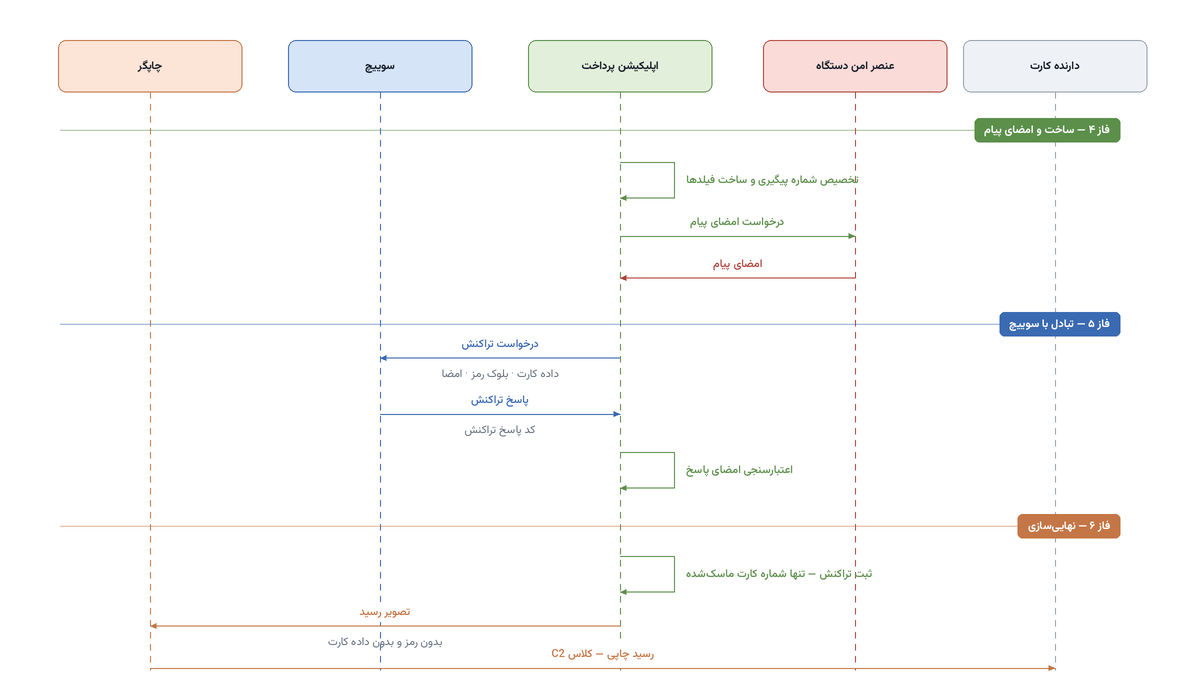 دارنده کارت
عنصر امن دستگاه
اپلیکیشن پرداخت
سوییچ
چاپگر
فاز ۴ — ساخت و امضای پیام
تخصیص شماره پیگیری و ساخت فیلدها
درخواست امضای پیام
امضای پیام
فاز ۵ — تبادل با سوییچ
درخواست تراکنش
داده کارت · بلوک رمز · امضا
پاسخ تراکنش
کد پاسخ تراکنش
اعتبارسنجی امضای پاسخ
فاز ۶ — نهایی‌سازی
ثبت تراکنش — تنها شماره کارت ماسک‌شده
تصویر رسید
بدون رمز و بدون داده کارت
رسید چاپی — کلاس C2